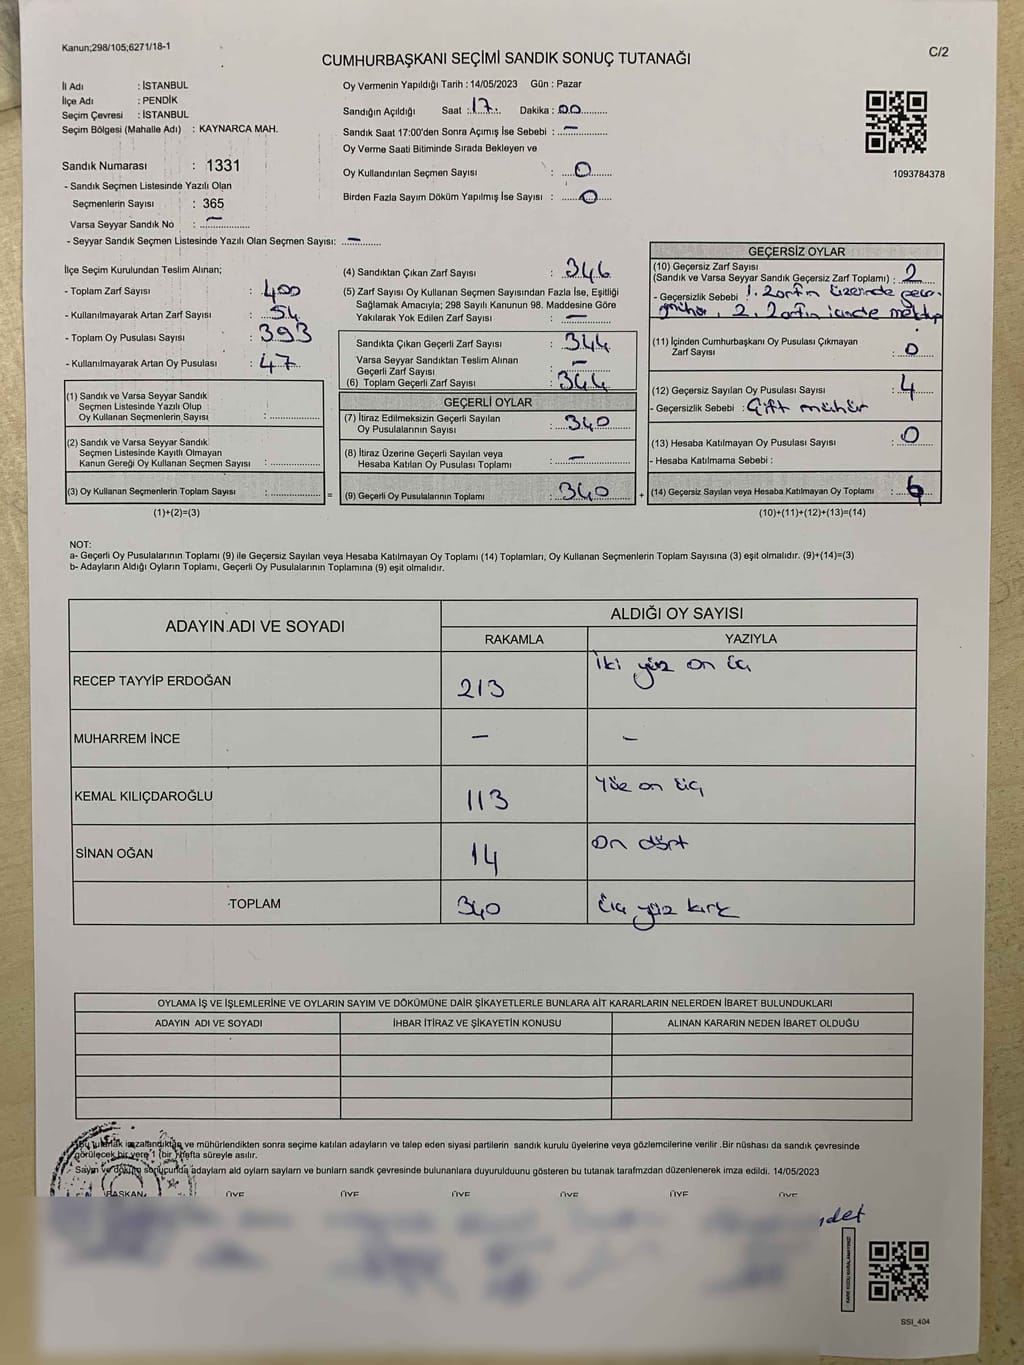 Kanun;298/105;6271/18-1
C/2
CUMHURBAŞKANI SEÇİMİ SANDIK SONUÇ TUTANAĞI
İl Adı : İSTANBUL
İlçe Adı : PENDİK
Seçim Çevresi : İSTANBUL
Seçim Bölgesi (Mahalle Adı) : KAYNARCA MAH.
Sandık Numarası : 1331
- Sandık Seçmen Listesinde Yazılı Olan
Seçmenlerin Sayısı : 365
Varsa Seyyar Sandık No : –
- Seyyar Sandık Seçmen Listesinde Yazılı Olan Seçmen Sayısı: –
Oy Vermenin Yapıldığı Tarih : 14/05/2023 Gün : Pazar
Sandığın Açıldığı Saat : 17 Dakika : 00
Sandık Saat 17:00'den Sonra Açımış İse Sebebi : –
Oy Verme Saati Bitiminde Sırada Bekleyen ve
Oy Kullandırılan Seçmen Sayısı : 0
Birden Fazla Sayım Döküm Yapılmış İse Sayısı : 0
1093784378
İlçe Seçim Kurulundan Teslim Alınan;
- Toplam Zarf Sayısı : 400
- Kullanılmayarak Artan Zarf Sayısı : 54
- Toplam Oy Pusulası Sayısı : 393
- Kullanılmayarak Artan Oy Pusulası : 47
(1) Sandık ve Varsa Seyyar Sandık
Seçmen Listesinde Yazılı Olup
Oy Kullanan Seçmenlerin Sayısı :
(2) Sandık ve Varsa Seyyar Sandık
Seçmen Listesinde Kayıtlı Olmayan
Kanun Gereği Oy Kullanan Seçmen Sayısı :
(3) Oy Kullanan Seçmenlerin Toplam Sayısı : =
(1)+(2)=(3)
(4) Sandıktan Çıkan Zarf Sayısı : 346
(5) Zarf Sayısı Oy Kullanan Seçmen Sayısından Fazla İse, Eşitliği
Sağlamak Amacıyla; 298 Sayılı Kanunun 98. Maddesine Göre
Yakılarak Yok Edilen Zarf Sayısı : –
Sandıkta Çıkan Geçerli Zarf Sayısı : 344
Varsa Seyyar Sandıktan Teslim Alınan
Geçerli Zarf Sayısı : –
(6) Toplam Geçerli Zarf Sayısı : 344
GEÇERLİ OYLAR
(7) İtiraz Edilmeksizin Geçerli Sayılan
Oy Pusulalarının Sayısı : 340
(8) İtiraz Üzerine Geçerli Sayılan veya
Hesaba Katılan Oy Pusulası Toplamı : –
(9) Geçerli Oy Pusulalarının Toplamı : 340 +
GEÇERSİZ OYLAR
(10) Geçersiz Zarf Sayısı
(Sandık ve Varsa Seyyar Sandık Geçersiz Zarf Toplamı) : 2
- Geçersizlik Sebebi : 1. Zarfın üzerinde
mühür, 2. Zarfın içinde mektup
(11) İçinden Cumhurbaşkanı Oy Pusulası Çıkmayan
Zarf Sayısı : 0
(12) Geçersiz Sayılan Oy Pusulası Sayısı : 4
- Geçersizlik Sebebi : Çift mühür
(13) Hesaba Katılmayan Oy Pusulası Sayısı : 0
- Hesaba Katılmama Sebebi :
(14) Geçersiz Sayılan veya Hesaba Katılmayan Oy Toplamı : 6
(10)+(11)+(12)+(13)=(14)
NOT:
a- Geçerli Oy Pusulalarının Toplamı (9) ile Geçersiz Sayılan veya Hesaba Katılmayan Oy Toplamı (14) Toplamları, Oy Kullanan Seçmenlerin Toplam Sayısına (3) eşit olmalıdır. (9)+(14)=(3)
b- Adayların Aldığı Oyların Toplamı, Geçerli Oy Pusulalarının Toplamına (9) eşit olmalıdır.
ADAYIN ADI VE SOYADI
ALDIĞI OY SAYISI
RAKAMLA YAZIYLA
RECEP TAYYİP ERDOĞAN 213 İki yüz on üç
MUHARREM İNCE – –
KEMAL KILIÇDAROĞLU 113 Yüz on üç
SİNAN OĞAN 14 On dört
TOPLAM 340 Üç yüz kırk
OYLAMA İŞ VE İŞLEMLERİNE VE OYLARIN SAYIM VE DÖKÜMÜNE DAİR ŞİKAYETLERLE BUNLARA AİT KARARLARIN NELERDEN İBARET BULUNDUKLARI
ADAYIN ADI VE SOYADI İHBAR İTİRAZ VE ŞİKAYETİN KONUSU ALINAN KARARIN NEDEN İBARET OLDUĞU
Bu tutanak imzalandıktan ve mühürlendikten sonra seçime katılan adayların ve talep eden siyasi partilerin sandık kurulu üyelerine veya gözlemcilerine verilir .Bir nüshası da sandık çevresinde
görülecek bir yere 1 (bir) hafta süreyle asılır.
Sayım ve döküm sonucunda adayların ald oyların sayların ve bunların sandk çevresinde bulunanlara duyurulduunu gösteren bu tutanak tarafmzdan düzenlenerek imza edildi. 14/05/2023
BAŞKAN ÜYE ÜYE ÜYE ÜYE ÜYE ÜYE
KARE KODU KARALAMAYINIZ!
SSI_404